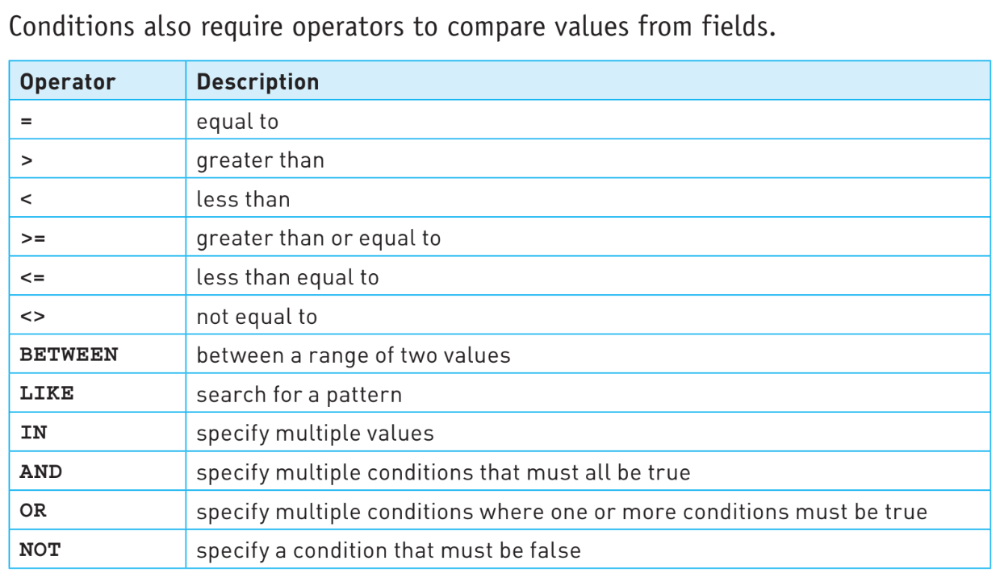 Conditions also require operators to compare values from fields.
Operator Description
= equal to
> greater than
< less than
>= greater than or equal to
<= less than equal to
<> not equal to
BETWEEN between a range of two values
LIKE search for a pattern
IN specify multiple values
AND specify multiple conditions that must all be true
OR specify multiple conditions where one or more conditions must be true
NOT specify a condition that must be false